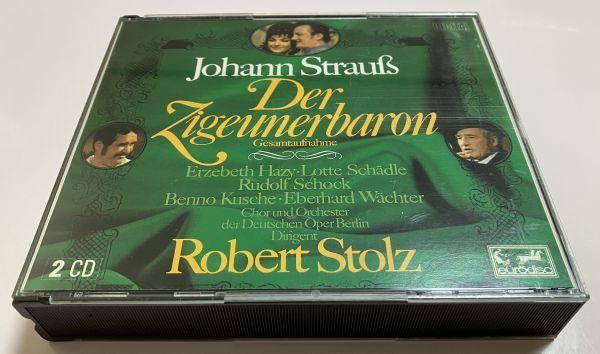 DIGITAL
Johann Strauß
Der
Zigeunerbaron
Gesamtaufnahme
Erzebeth Hazy · Lotte Schädle
Rudolf Schock
Benno Kusche · Eberhard Wächter
Chor und Orchester
der Deutschen Oper Berlin
Dirigent
Robert Stolz
2 CD
eurodisc